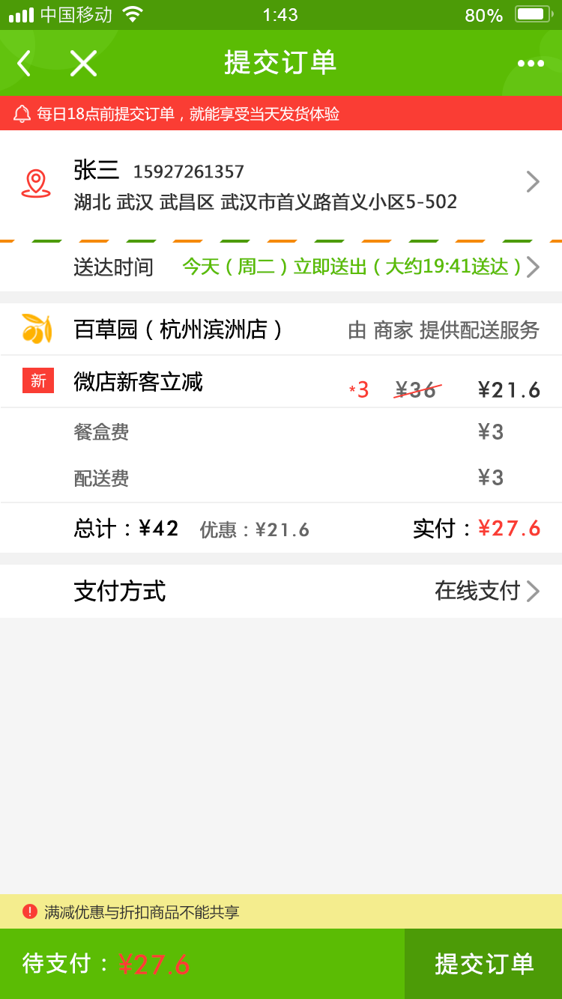 中国移动 1:43 80%
提交订单
每日18点前提交订单，就能享受当天发货体验
张三 15927261357
湖北 武汉 武昌区 武汉市首义路首义小区5-502
送达时间 今天（周二）立即送出（大约19:41送达）
百草园（杭州滨洲店） 由 商家 提供配送服务
新 微店新客立减 *3 ¥36 ¥21.6
餐盒费 ¥3
配送费 ¥3
总计：¥42 优惠：¥21.6 实付：¥27.6
支付方式 在线支付
满减优惠与折扣商品不能共享
待支付：¥27.6 提交订单